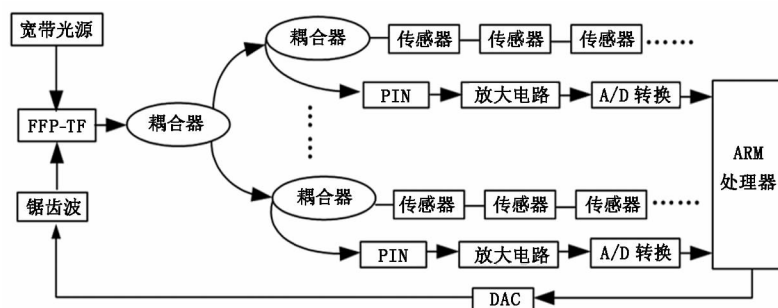 宽带光源
耦合器
传感器 传感器 传感器 ……
PIN 放大电路 A/D 转换
FFP-TF
耦合器
……
ARM
处理器
耦合器
锯齿波
传感器 传感器 传感器 ……
PIN 放大电路 A/D 转换
DAC